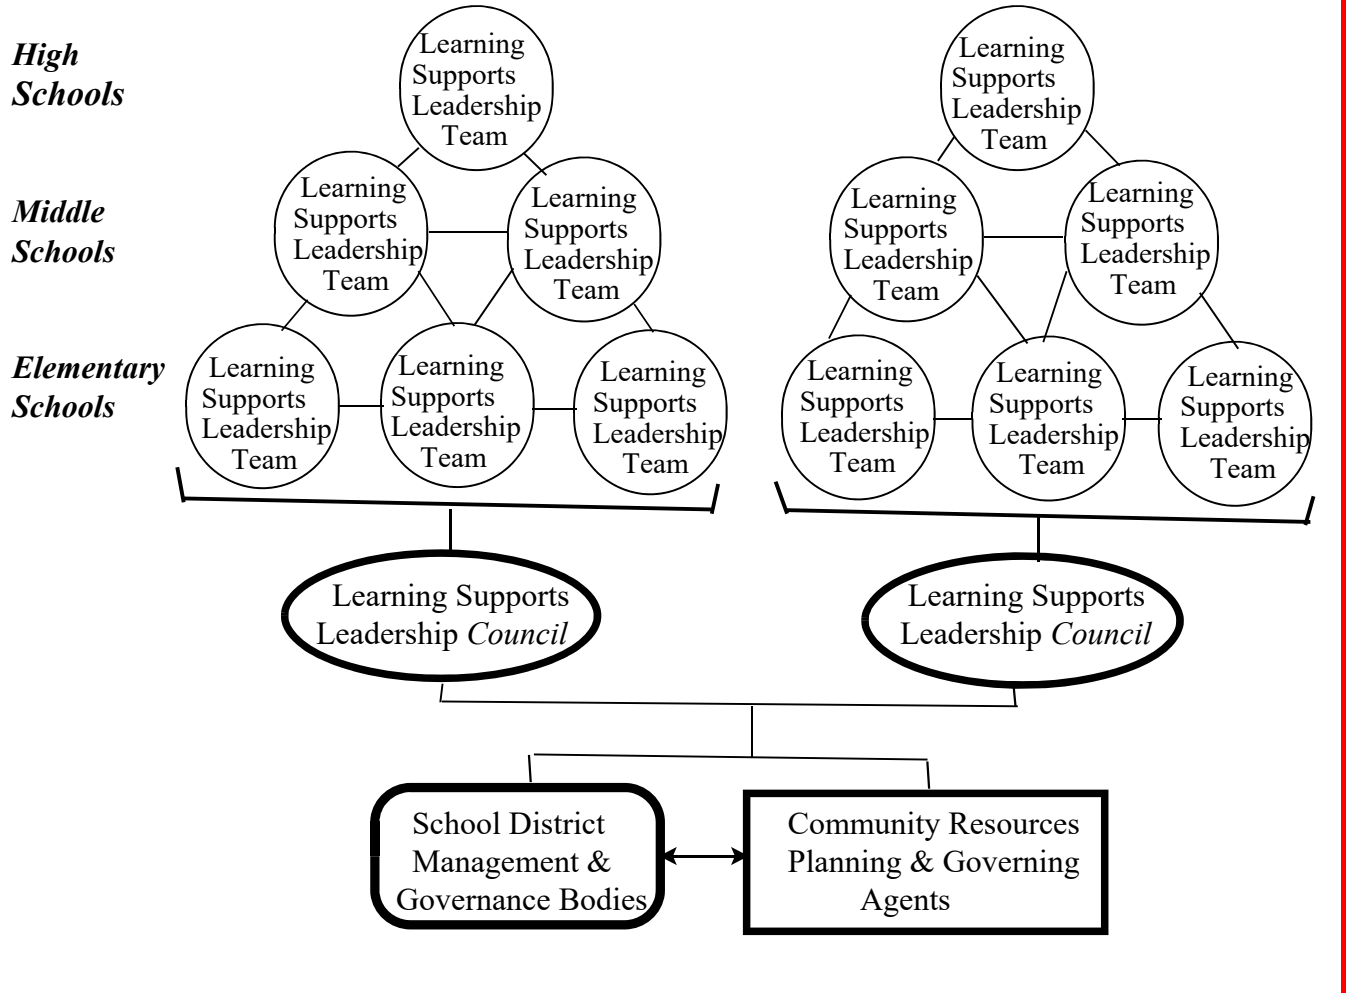 High
Schools
Learning
Supports
Leadership
Team
Learning
Supports
Leadership
Team
Middle
Schools
Learning
Supports
Leadership
Team
Learning
Supports
Leadership
Team
Learning
Supports
Leadership
Team
Learning
Supports
Leadership
Team
Elementary
Schools
Learning
Supports
Leadership
Team
Learning
Supports
Leadership
Team
Learning
Supports
Leadership
Team
Learning
Supports
Leadership
Team
Learning
Supports
Leadership
Team
Learning
Supports
Leadership
Team
Learning Supports
Leadership Council
Learning Supports
Leadership Council
School District
Management &
Governance Bodies
Community Resources
Planning & Governing
Agents